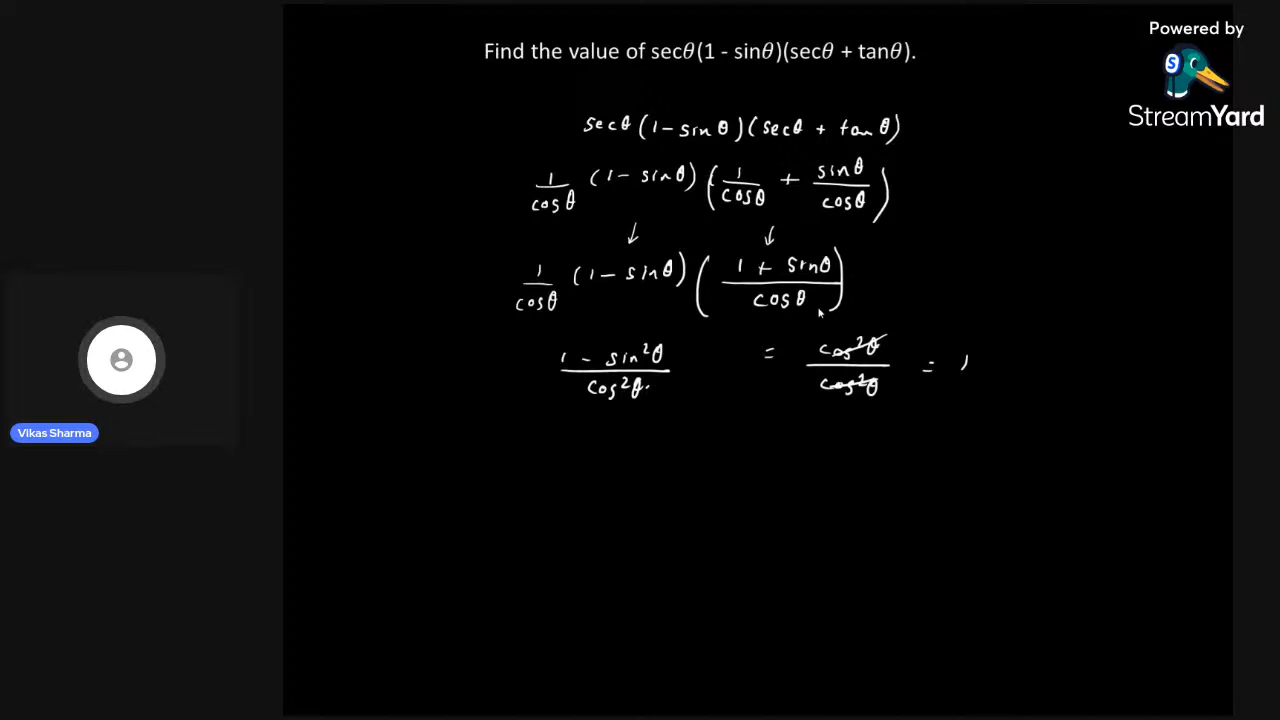 Powered by
StreamYard
Find the value of secθ(1 - sinθ)(secθ + tanθ).
secθ (1 - sinθ)(secθ + tanθ)
1/cosθ (1 - sinθ) (1/cosθ + sinθ/cosθ)
1/cosθ (1 - sinθ) ((1 + sinθ)/cosθ)
(1 - sin²θ)/cos²θ = cos²θ/cos²θ = 1
Vikas Sharma